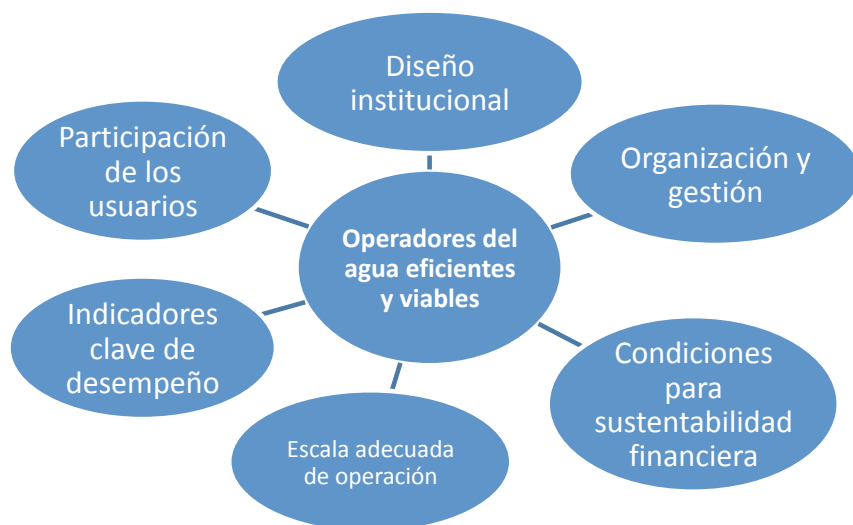 Diseño
institucional
Participación
de los
usuarios
Organización y
gestión
Operadores del
agua eficientes
y viables
Indicadores
clave de
desempeño
Condiciones
para
sustentabilidad
financiera
Escala adecuada
de operación